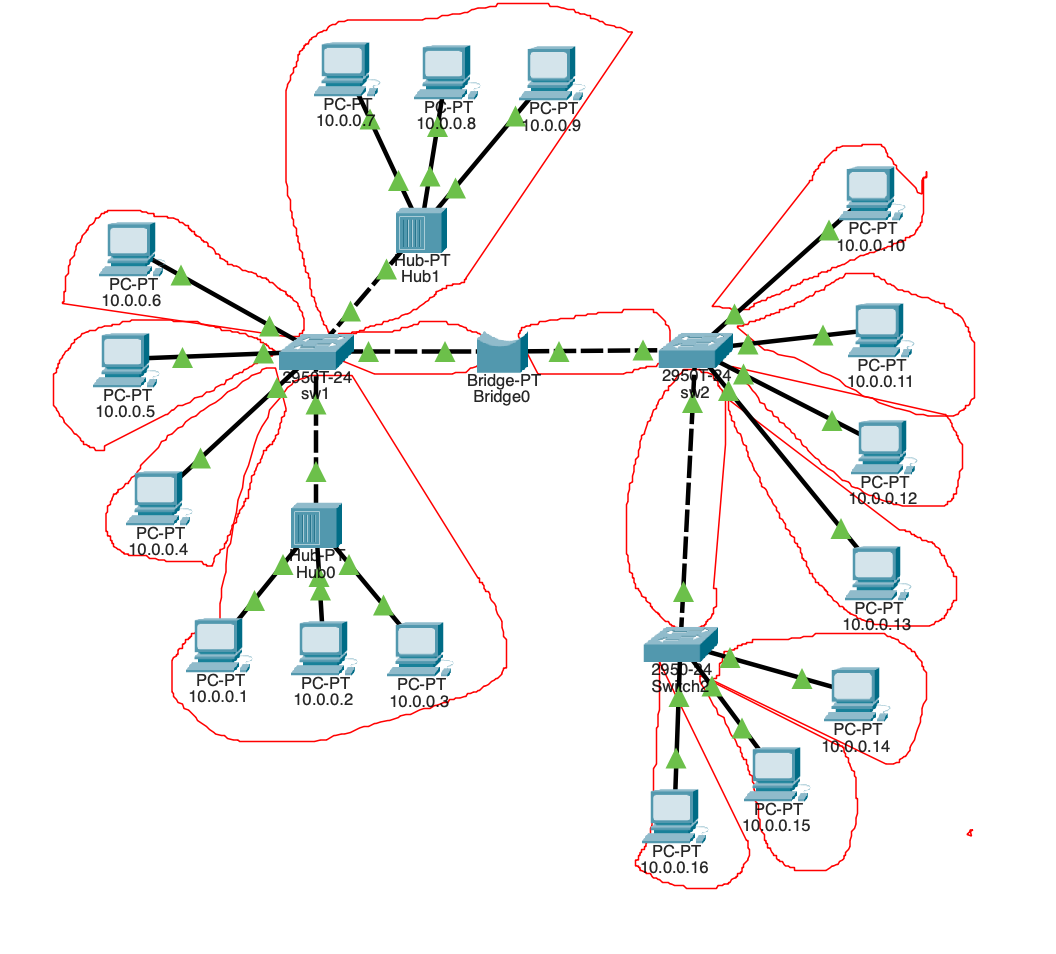 PC-PT
10.0.0.7
PC-PT
10.0.0.8
PC-PT
10.0.0.9
Hub-PT
Hub1
PC-PT
10.0.0.6
PC-PT
10.0.0.5
2950T-24
sw1
Bridge-PT
Bridge0
2950T-24
sw2
PC-PT
10.0.0.10
PC-PT
10.0.0.11
PC-PT
10.0.0.12
PC-PT
10.0.0.4
Hub-PT
Hub0
PC-PT
10.0.0.13
PC-PT
10.0.0.1
PC-PT
10.0.0.2
PC-PT
10.0.0.3
2950-24
Switch2
PC-PT
10.0.0.14
PC-PT
10.0.0.15
PC-PT
10.0.0.16